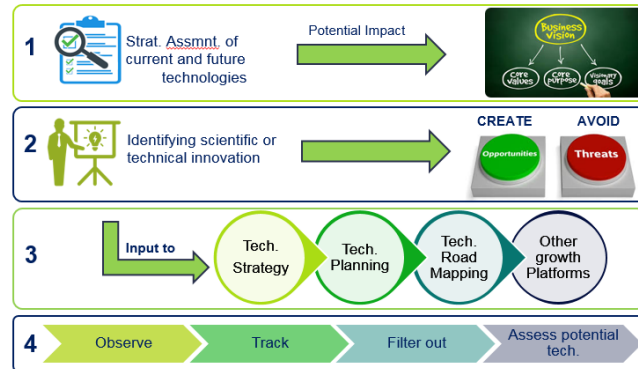 1
Strat. Assmnt. of
current and future
technologies
Potential Impact
Business
Vision
Core
values
Core
purpose
Visionary
goals
2
Identifying scientific or
technical innovation
CREATE
AVOID
Opportunities
Threats
3
Input to
Tech.
Strategy
Tech.
Planning
Tech.
Road
Mapping
Other
growth
Platforms
4
Observe
Track
Filter out
Assess potential
tech.